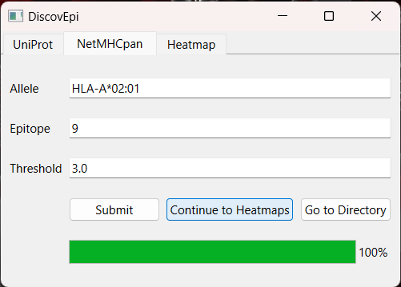 DiscovEpi
UniProt NetMHCpan Heatmap
Allele HLA-A*02:01
Epitope 9
Threshold 3.0
Submit Continue to Heatmaps Go to Directory
100%